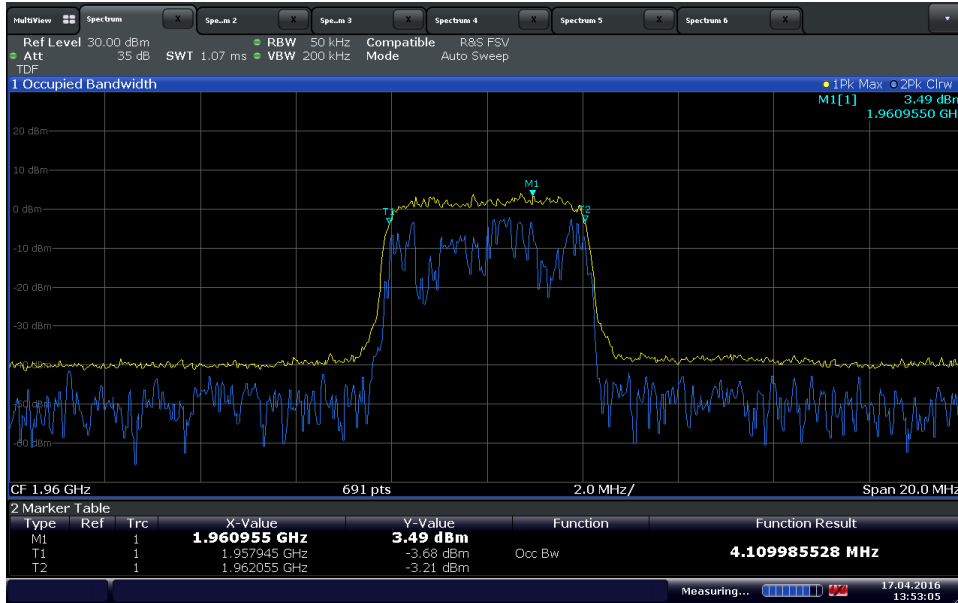 MultiView Spectrum X Spe..m 2 X Spe..m 3 X Spectrum 4 X Spectrum 5 X Spectrum 6 X
Ref Level 30.00 dBm RBW 50 kHz Compatible R&S FSV
Att 35 dB SWT 1.07 ms VBW 200 kHz Mode Auto Sweep
TDF
1 Occupied Bandwidth 1Pk Max 2Pk Clrw
M1[1] 3.49 dBm
1.9609550 GH
20 dBm
10 dBm
M1
0 dBm
T1
T2
-10 dBm
-20 dBm
-30 dBm
-50 dBm
-60 dBm
CF 1.96 GHz 691 pts 2.0 MHz/ Span 20.0 MHz
2 Marker Table
Type Ref Trc X-Value Y-Value Function Function Result
M1 1 1.960955 GHz 3.49 dBm
T1 1 1.957945 GHz -3.68 dBm Occ Bw 4.109985528 MHz
T2 1 1.962055 GHz -3.21 dBm
Measuring... 17.04.2016
13:53:05